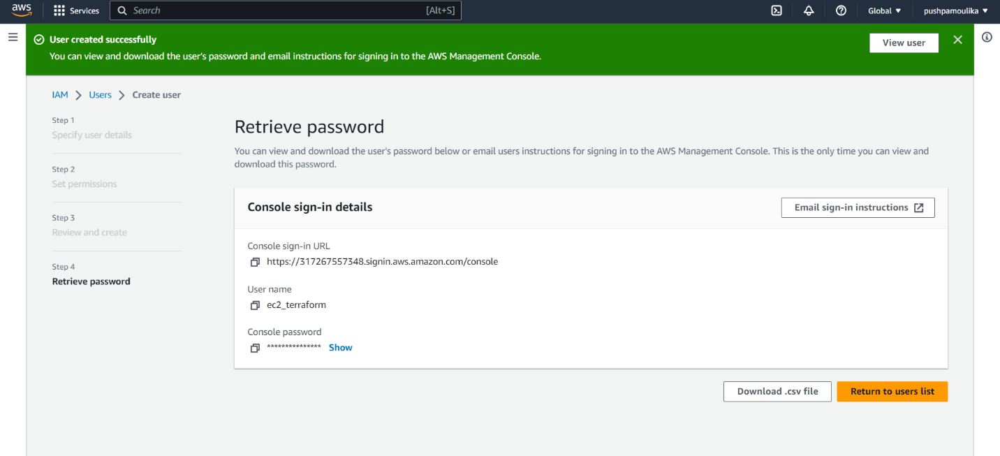 aws Services Search [Alt+S] Global ▼ pushpamoulika ▼
User created successfully
You can view and download the user's password and email instructions for signing in to the AWS Management Console.
View user
IAM > Users > Create user
Step 1
Specify user details
Step 2
Set permissions
Step 3
Review and create
Step 4
Retrieve password
Retrieve password
You can view and download the user's password below or email users instructions for signing in to the AWS Management Console. This is the only time you can view and
download this password.
Console sign-in details
Email sign-in instructions
Console sign-in URL
https://317267557348.signin.aws.amazon.com/console
User name
ec2_terraform
Console password
*************** Show
Download .csv file
Return to users list